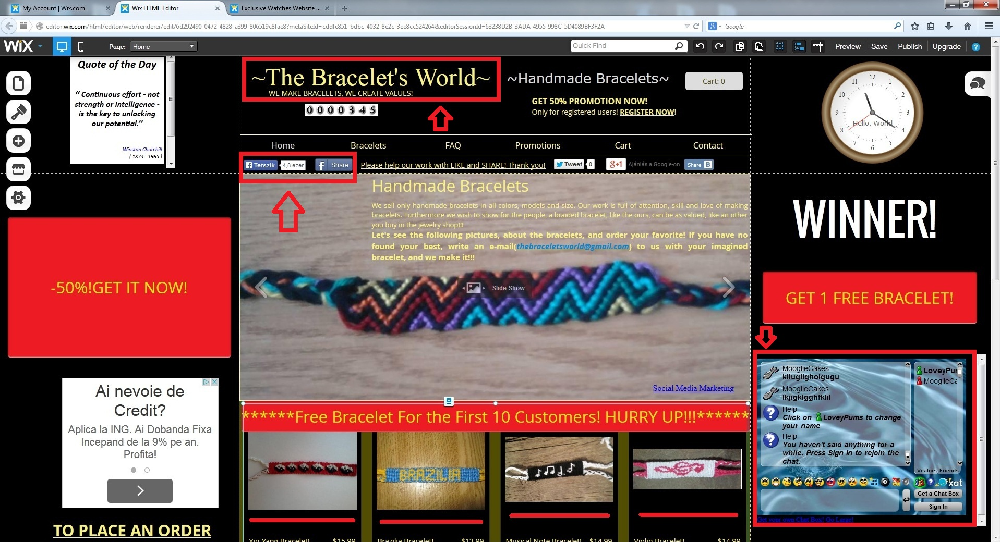 My Account | Wix.com
Wix HTML Editor
Exclusive Watches Website ...
editor.wix.com/html/editor/web/renderer/edit/6d292490-0472-4828-a399-806519c8fae8?metaSiteId=cddfe851-bdbc-4032-8e2c-3ee8cc524264&editorSessionId=63238D2B-3ADA-4955-998C-5D4089BF3F2A
Google
WiX
Page: Home
Quick Find
Preview
Save
Publish
Upgrade
Quote of the Day
“ Continuous effort - not
strength or intelligence -
is the key to unlocking
our potential.”
Winston Churchill
( 1874 - 1965 )
~The Bracelet's World~
WE MAKE BRACELETS, WE CREATE VALUES!
0000345
~Handmade Bracelets~
Cart: 0
GET 50% PROMOTION NOW!
Only for registered users! REGISTER NOW!
12 1 2 3 4 5 6 7 8 9 10 11
Hello, World
Home Bracelets FAQ Promotions Cart Contact
Tetszik 4,8 ezer Share Please help our work with LIKE and SHARE! Thank you! Tweet 0 g+1 Ajánlás a Google-on Share B
Handmade Bracelets
We sell only handmade bracelets in all colors, models and size. Our work is full of attention, skill and love of making
bracelets. Furthermore we wish to show for the people, a braided bracelet, like the ours, can be as valued, like an other
you buy in the jewelry shop!!!
Let's see the following pictures, about the bracelets, and order your favorite! If you have no
found your best, write an e-mail(thebraceletsworld@gmail.com) to us with your imagined
bracelet, and we make it!!!
Slide Show
Social Media Marketing
-50%!GET IT NOW!
WINNER!
GET 1 FREE BRACELET!
Ai nevoie de
Credit?
Aplica la ING. Ai Dobanda Fixa
Incepand de la 9% pe an.
Profita!
TO PLACE AN ORDER
******Free Bracelet For the First 10 Customers! HURRY UP!!!******
BRAZILIA
Yin Yang Bracelet! $15.99
Brazilia Bracelet! $13.99
Musical Note Bracelet! $14.99
Violin Bracelet! $14.99
MooglieCakes
kliuglighoigugu
MooglieCakes
lkjigklgghfklil
Help
Click on LoveyPums to change
your name
Help
You haven't said anything for a
while. Press Sign In to rejoin the
chat.
LoveyPum
MooglieCa
Visitors Friends
xat
Get a Chat Box
Sign In
Get your own Chat Box! Go Large!